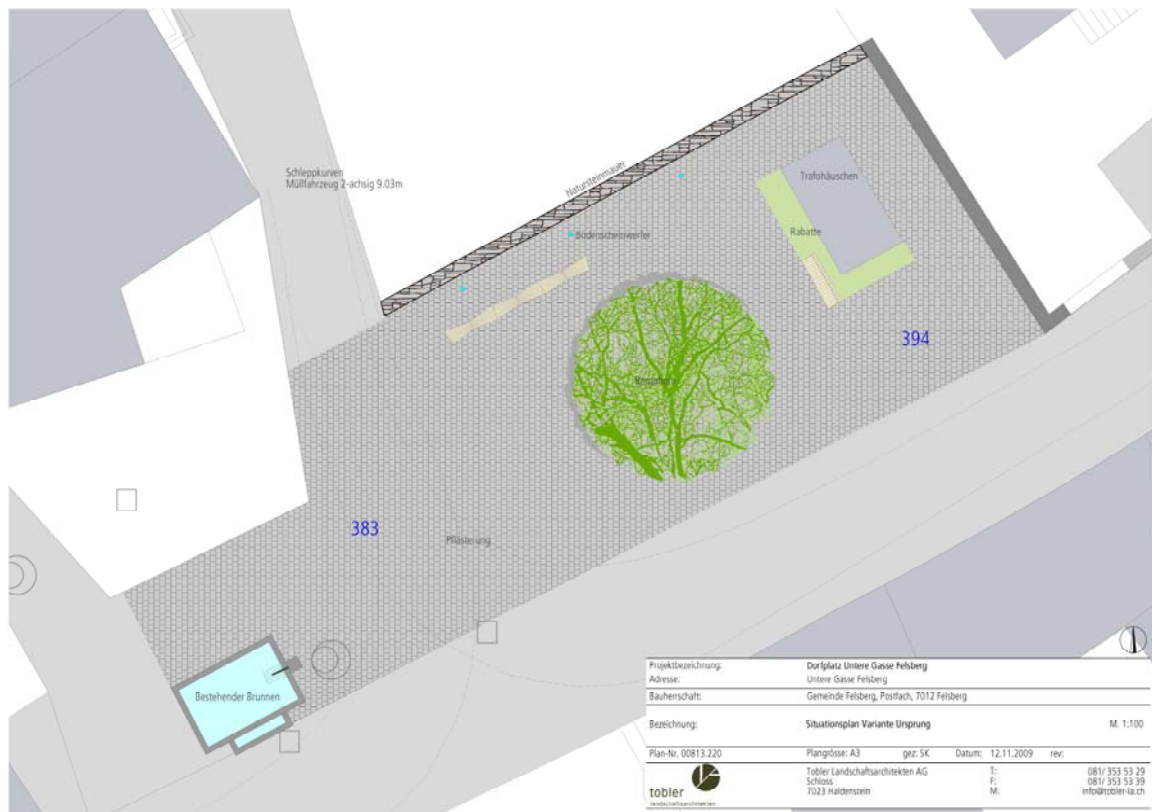 Schleppkurven
Müllfahrzeug 2-achsig 9.03m
Natursteinmauer
Bodenscheinwerfer
Trafohäuschen
Rabatte
394
383
Pflästerung
Bestehender Brunnen
Projektbezeichnung: Dorfplatz Untere Gasse Felsberg
Adresse: Untere Gasse Felsberg
Bauherrschaft: Gemeinde Felsberg, Postfach, 7012 Felsberg
Bezeichnung: Situationsplan Variante Ursprung M. 1:100
Plan-Nr. 00813.220 Plangrösse: A3 gez: SK Datum: 12.11.2009 rev:
tobler
landschaftsarchitekten
Tobler Landschaftsarchitekten AG T: 081/ 353 53 29
Schloss F: 081/ 353 53 39
7023 Haldenstein M: info@tobler-la.ch